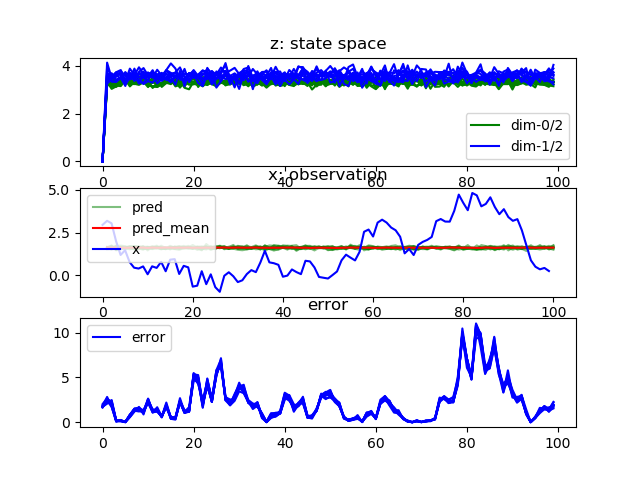 z: state space
4
2
0
dim-0/2
dim-1/2
0 20 40 60 80 100
x: observation
5.0
2.5
0.0
pred
pred_mean
x
0 20 40 60 80 100
error
10
5
0
error
0 20 40 60 80 100